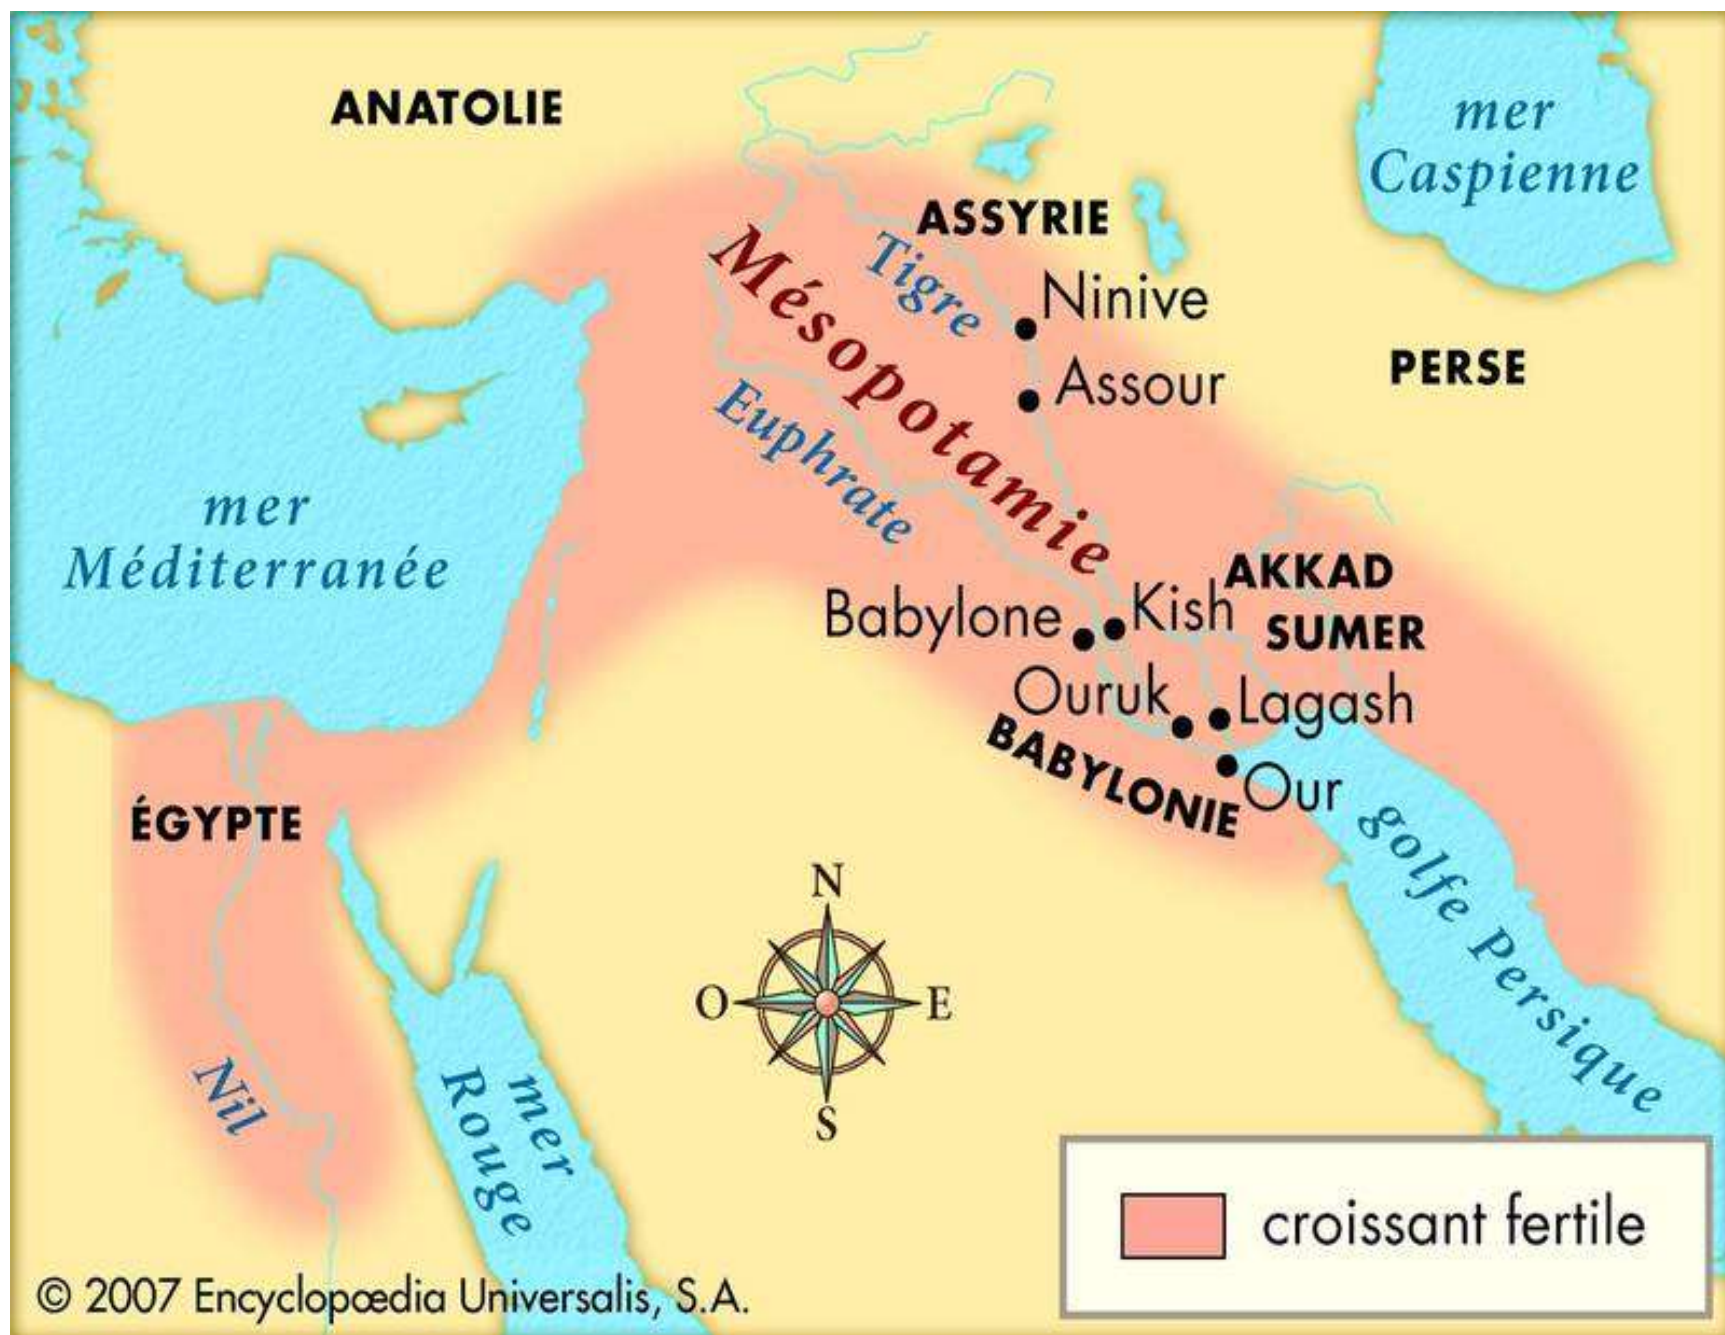 ANATOLIE
mer
Caspienne
ASSYRIE
Tigre
Mésopotamie
Ninive
PERSE
Assour
Euphrate
mer
Méditerranée
AKKAD
Kish
Babylone
SUMER
Ouruk
Lagash
BABYLONIE
Our
ÉGYPTE
golfe Persique
N
O
E
S
Nil
mer
Rouge
croissant fertile
© 2007 Encyclopædia Universalis, S.A.